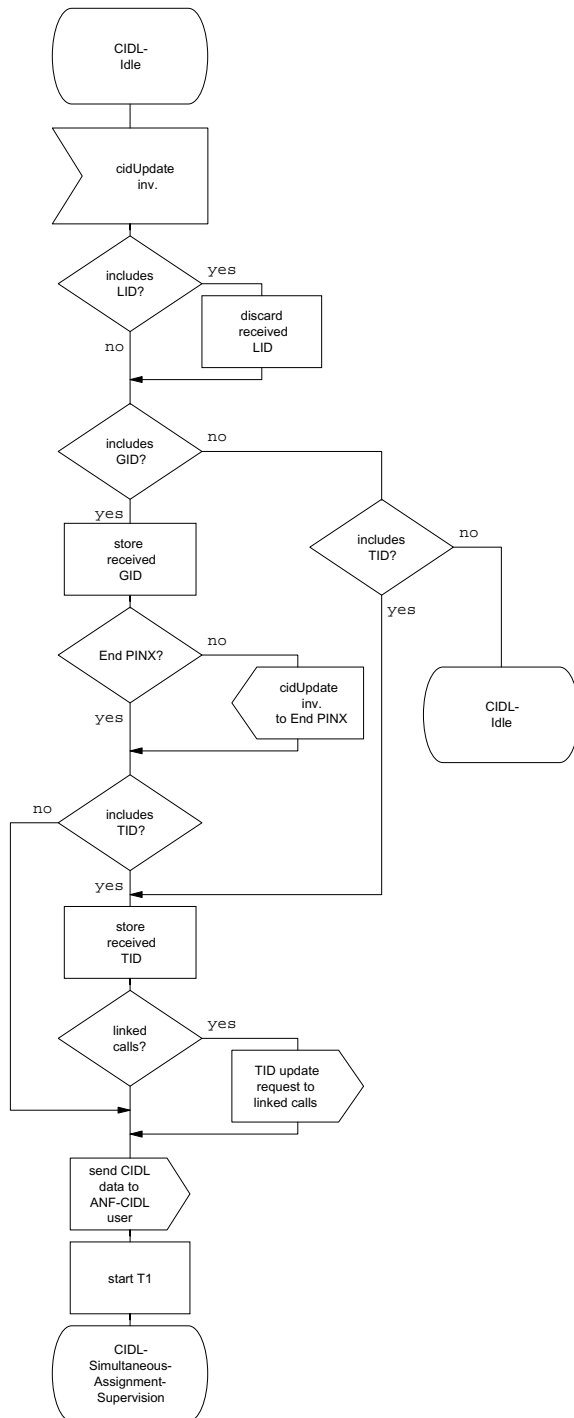 CIDL-
Idle
cidUpdate
inv.
includes
LID?
yes
discard
received
LID
no
includes
GID?
no
yes
includes
TID?
no
yes
store
received
GID
End PINX?
no
cidUpdate
inv.
to End PINX
yes
CIDL-
Idle
no
includes
TID?
yes
store
received
TID
linked
calls?
yes
TID update
request to
linked calls
send CIDL
data to
ANF-CIDL
user
start T1
CIDL-
Simultaneous-
Assignment-
Supervision